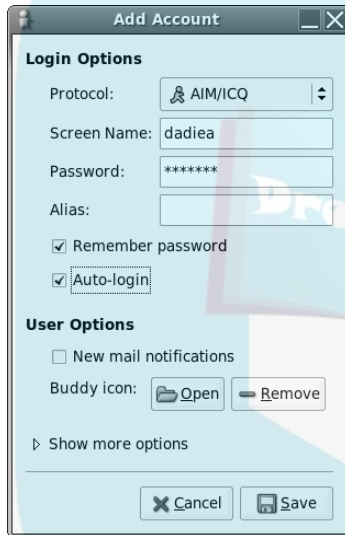 Add Account
Login Options
Protocol: AIM/ICQ
Screen Name: dadiea
Password: *******
Alias:
Remember password
Auto-login
User Options
New mail notifications
Buddy icon: Open Remove
Show more options
Cancel Save